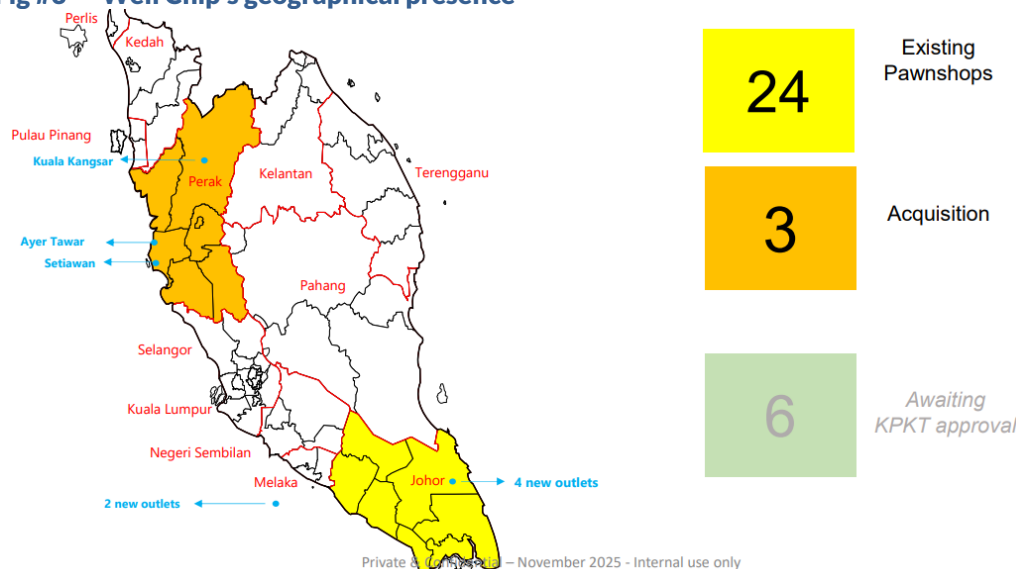 Well Chip's geographical presence
Perlis
Kedah
Pulau Pinang
Kuala Kangsar
Perak
Kelantan
Terengganu
Ayer Tawar
Setiawan
Pahang
Selangor
Kuala Lumpur
Negeri Sembilan
Melaka
Johor
4 new outlets
2 new outlets
24
Existing
Pawnshops
3
Acquisition
6
Awaiting
KPKT approval
Private & Confidential – November 2025 - Internal use only